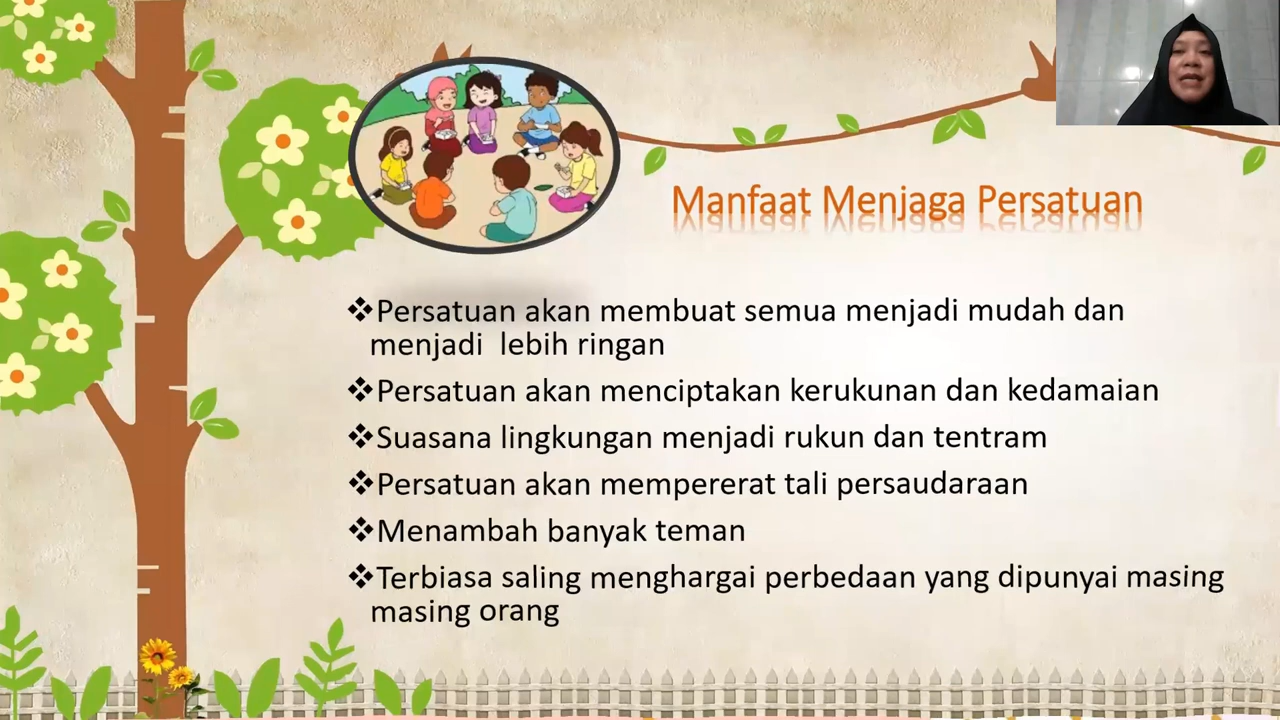 Manfaat Menjaga Persatuan
❖Persatuan akan membuat semua menjadi mudah dan
menjadi lebih ringan
❖Persatuan akan menciptakan kerukunan dan kedamaian
❖Suasana lingkungan menjadi rukun dan tentram
❖Persatuan akan mempererat tali persaudaraan
❖Menambah banyak teman
❖Terbiasa saling menghargai perbedaan yang dipunyai masing
masing orang